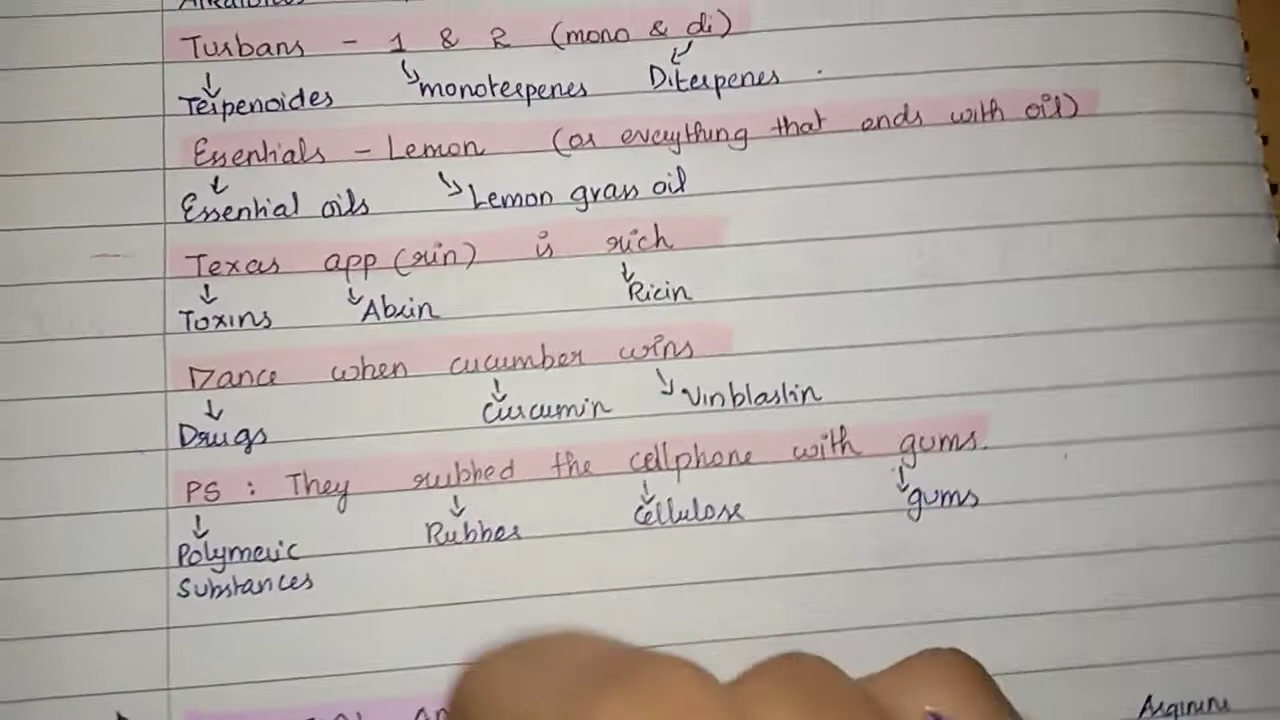 Turbans - 1 & 2 (mono & di)
Terpenoides monoterpenes Diterpenes .
Essentials - Lemon (or eveything that ends with oil)
Essential oils Lemon grass oil
Texas app (rin) is rich
Toxins Abrin Ricin
Dance when cucumber wins
Drugs Curcumin Vinblastin
PS : They rubbed the cellphone with gums.
Polymeric Rubber Cellulose gums
Substances
Arginine